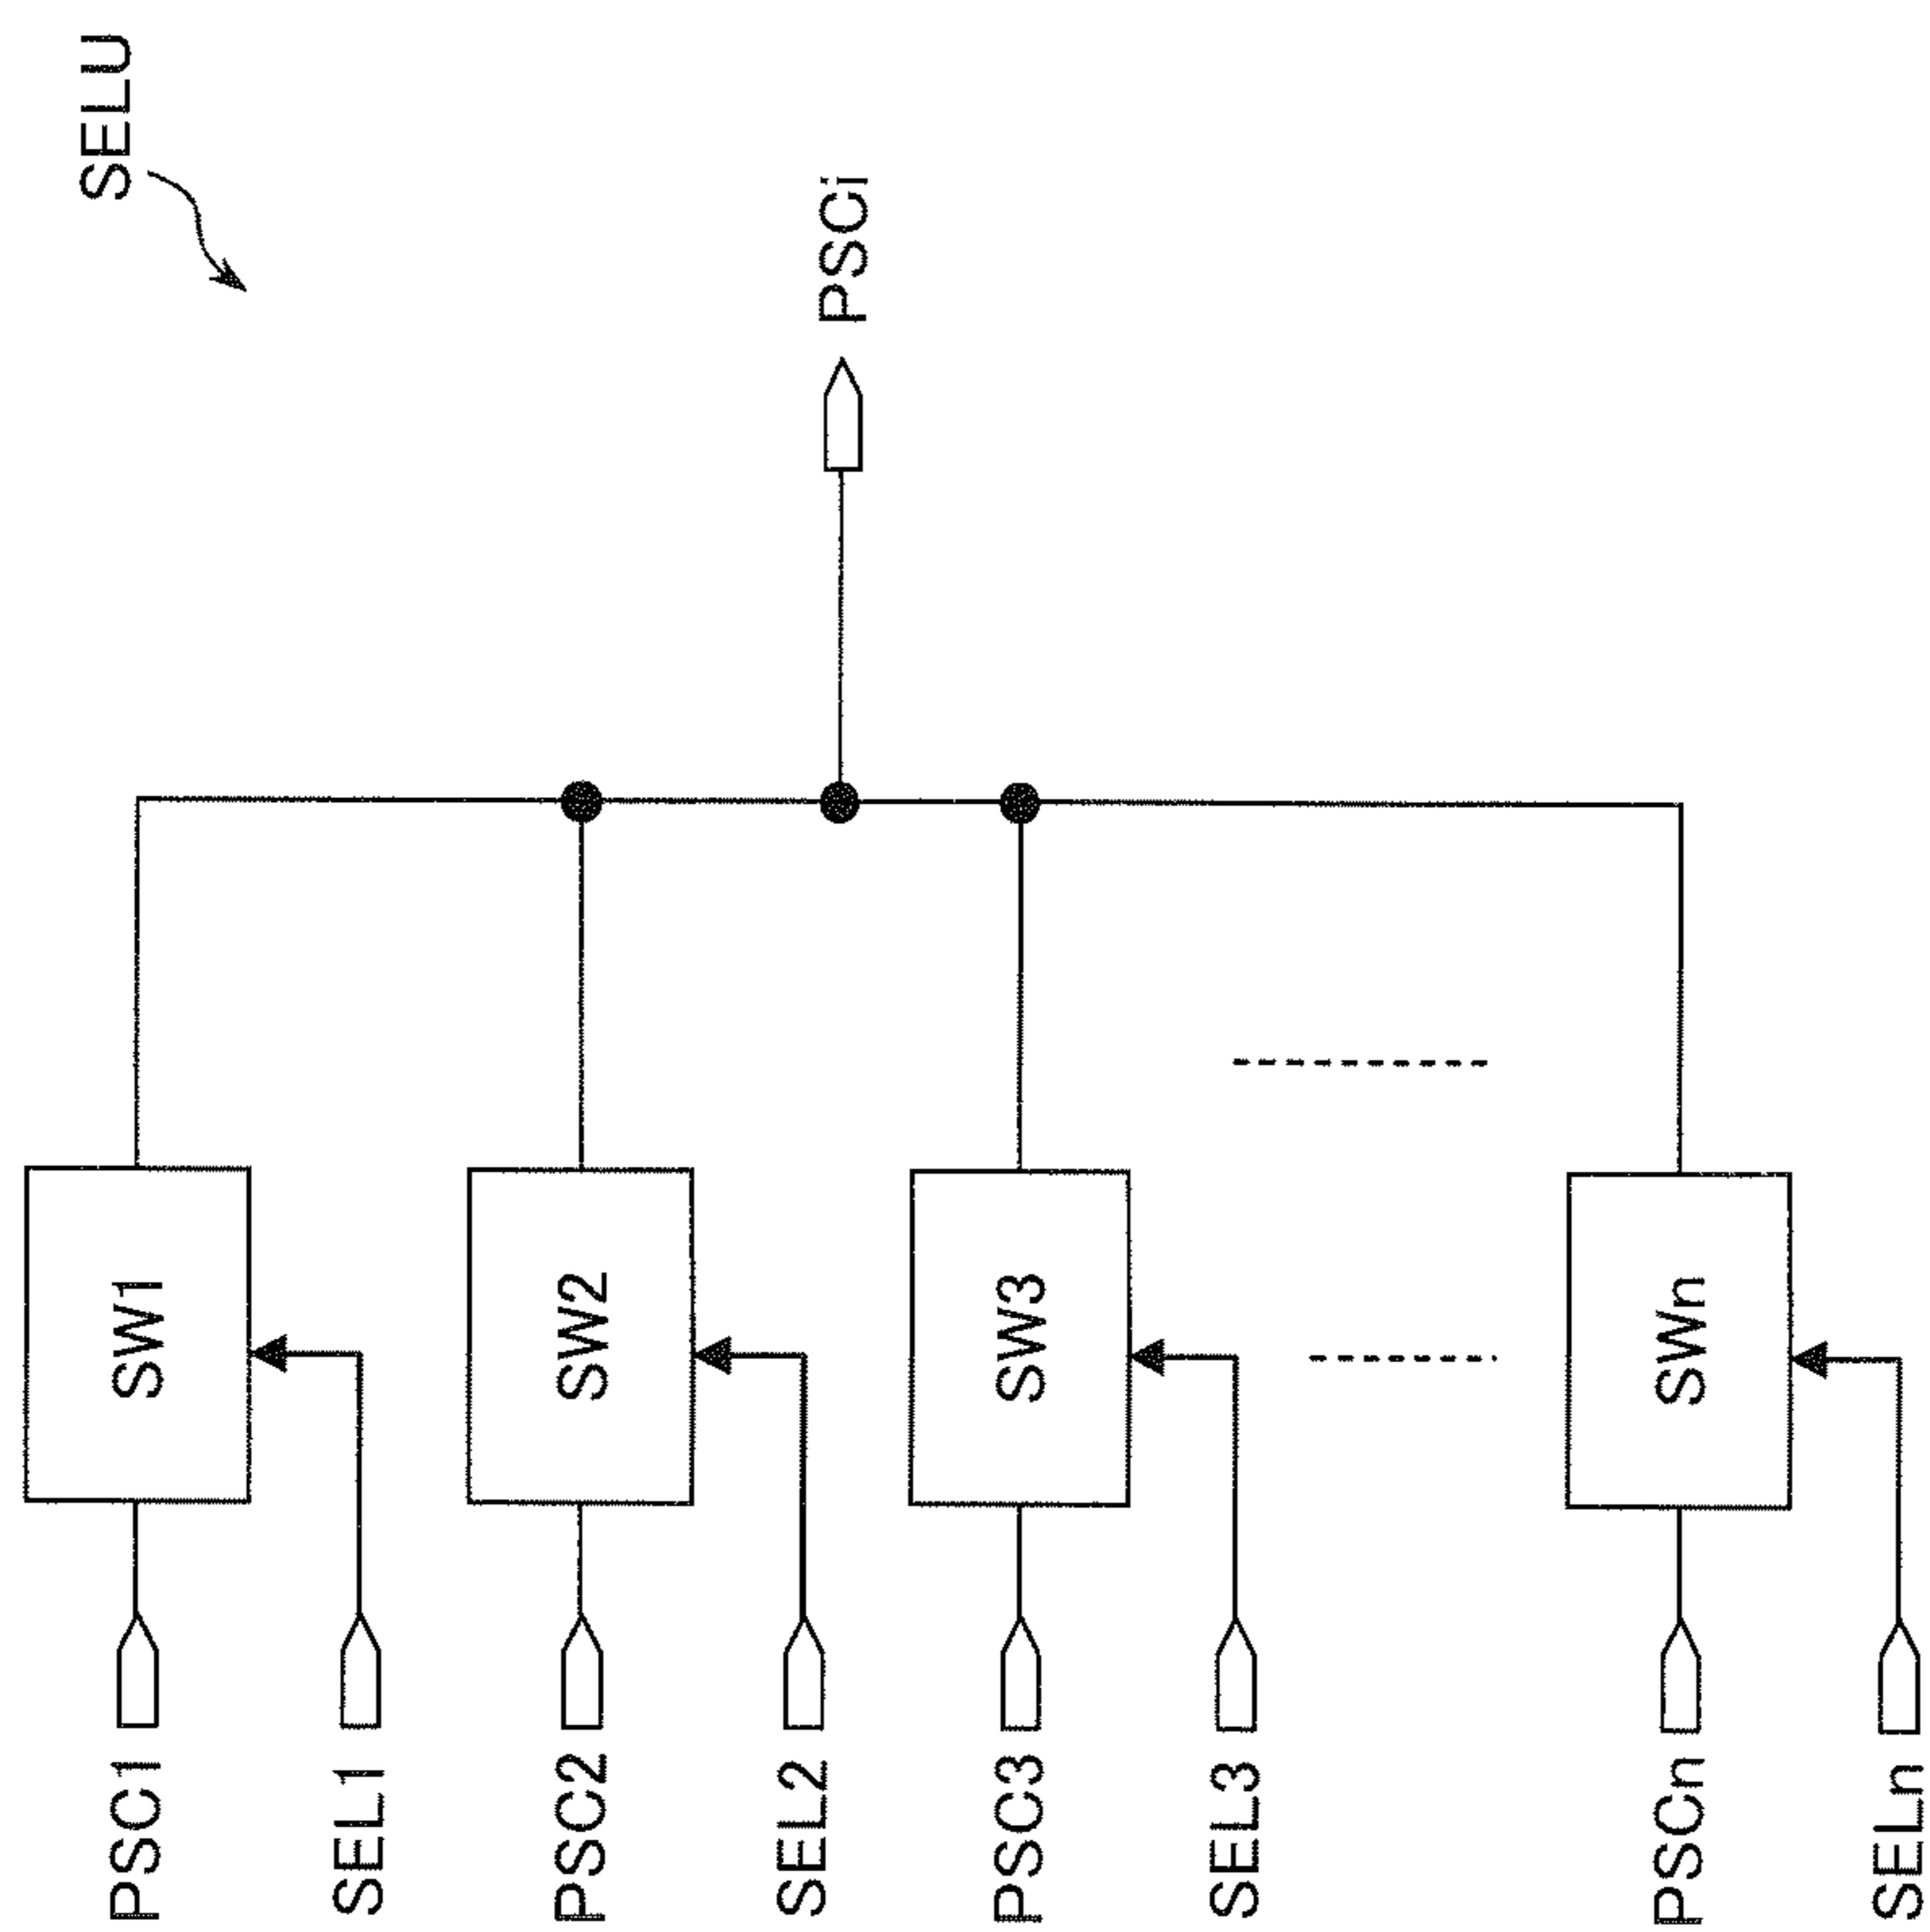 SELU
PSC1
SW1
SEL1
PSC2
SW2
SEL2
PSCi
PSC3
SW3
SEL3
PSCn
SWn
SELn